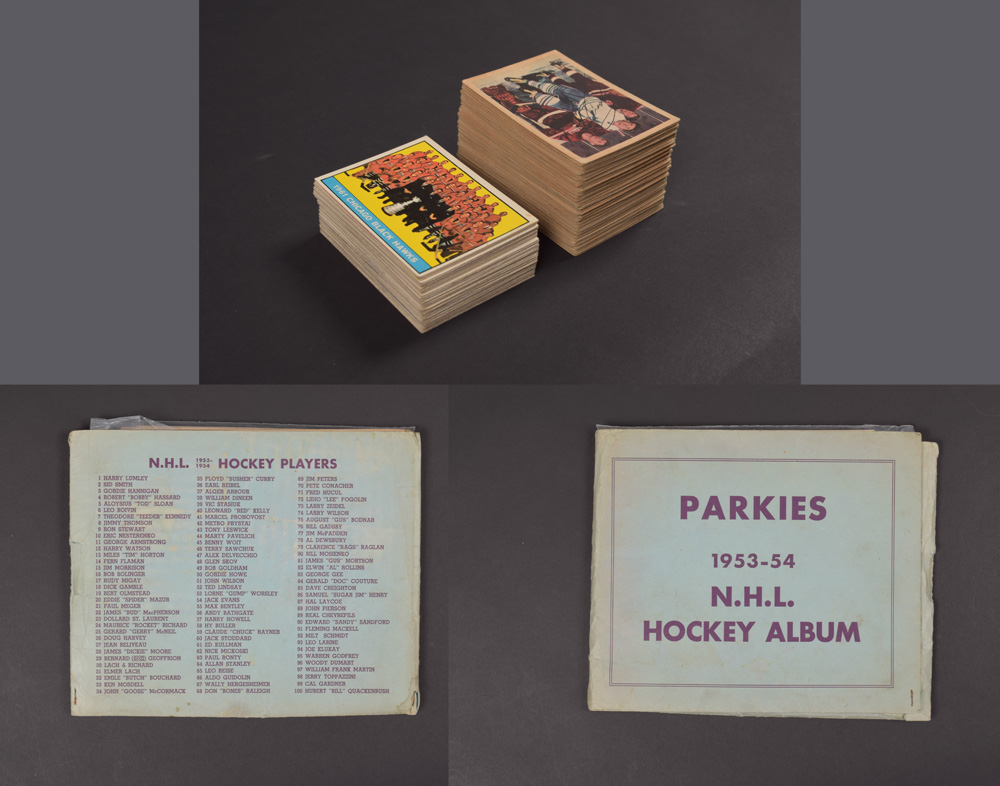 1961 CHICAGO BLACK HAWKS
N.H.L. 1953-1954 HOCKEY PLAYERS
1 HARRY LUMLEY
2 SID SMITH
3 GORDIE HANNIGAN
4 ROBERT "BOBBY" HASSARD
5 ALOYSIUS "TOD" SLOAN
6 LEO BOIVIN
7 THEODORE "TEEDER" KENNEDY
8 JIMMY THOMSON
9 RON STEWART
10 ERIC NESTERENKO
11 GEORGE ARMSTRONG
12 HARRY WATSON
13 MILES "TIM" HORTON
14 FERN FLAMAN
15 JIM MORRISON
16 BOB SOLINGER
17 RUDY MIGAY
18 DICK GAMBLE
19 BERT OLMSTEAD
20 EDDIE "SPIDER" MAZUR
21 PAUL MEGER
22 JAMES "BUD" MacPHERSON
23 DOLLARD ST. LAURENT
24 MAURICE "ROCKET" RICHARD
25 GERARD "GERRY" McNEIL
26 DOUG HARVEY
27 JEAN BELIVEAU
28 JAMES "DICKIE" MOORE
29 BERNARD GEOFFRION
30 LACH & RICHARD
31 ELMER LACH
32 EMILE "BUTCH" BOUCHARD
33 KEN MOSDELL
34 JOHN "GOOSE" McCORMACK
35 FLOYD "BUSHER" CURRY
36 EARL REIBEL
37 ALGER ARBOUR
38 WILLIAM DINEEN
39 VIC STASIUK
40 LEONARD "RED" KELLY
41 MARCEL PRONOVOST
42 METRO PRYSTAI
43 TONY LESWICK
44 MARTY PAVELICH
45 BENNY WOIT
46 TERRY SAWCHUK
47 ALEX DELVECCHIO
48 GLEN SKOV
49 BOB GOLDHAM
50 GORDIE HOWE
51 JOHN WILSON
52 TED LINDSAY
53 LORNE "GUMP" WORSLEY
54 JACK EVANS
55 MAX BENTLEY
56 ANDY BATHGATE
57 HARRY HOWELL
58 HY BULLER
59 CLAUDE "CHUCK" RAYNER
60 JACK STODDARD
61 ED KULLMAN
62 NICK MICKOSKI
63 PAUL RONTY
64 ALLAN STANLEY
65 LEO REISE
66 ALDO GUIDOLIN
67 WALLY HERGESHEIMER
68 DON "BONES" RALEIGH
69 JIM PETERS
70 PETE CONACHER
71 FRED HUCUL
72 LIDIO "LEE" FOGOLIN
73 LARRY ZEIDEL
74 LARRY WILSON
75 AUGUST "GUS" BODNAR
76 BILL GADSBY
77 JIM McFADDEN
78 AL DEWSBURY
79 CLARENCE "RAGS" RAGLAN
80 BILL MOSIENKO
81 JAMES "GUS" MORTSON
82 ELWIN "AL" ROLLINS
83 GEORGE GEE
84 GERALD "DOC" COUTURE
85 DAVE CREIGHTON
86 SAMUEL "SUGAR JIM" HENRY
87 HAL LAYCOE
88 JOHN PIERSON
89 REAL CHEVREFILS
90 EDWARD "SANDY" SANDFORD
91 FLEMING MACKELL
92 MILT SCHMIDT
93 LEO LABINE
94 JOE KLUKAY
95 WARREN GODFREY
96 WOODY DUMART
97 WILLIAM FRANK MARTIN
98 JERRY TOPPAZZINI
99 CAL GARDNER
100 HUBERT "BILL" QUACKENBUSH
PARKIES
1953-54
N.H.L.
HOCKEY ALBUM